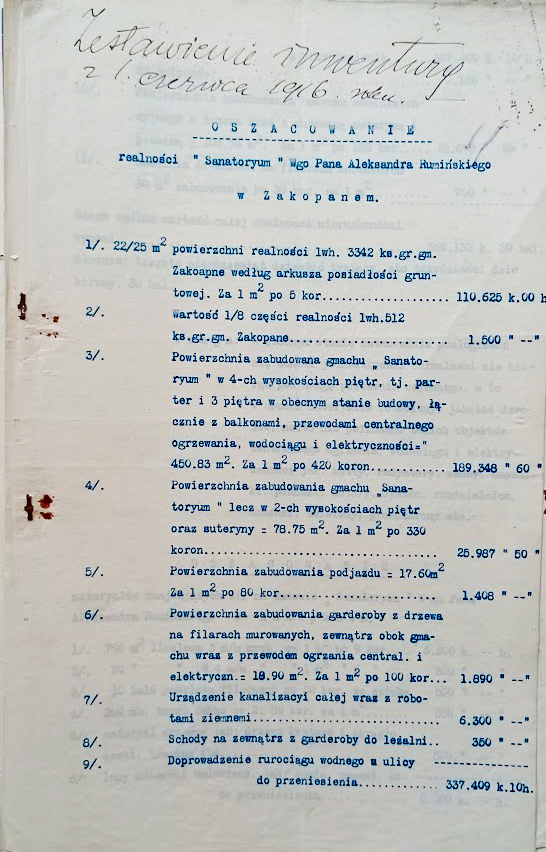 Zestawienie inwentury
z 1. czerwca 1916. roku.
OSZACOWANIE
realności " Sanatoryum " Wgo Pana Aleksandra Rumińskiego
w Zakopanem.
1/. 22/25 m² powierzchni realności lwh. 3342 ks.gr.gm.
Zakoapne według arkusza posiadłości grun-
towej. Za 1 m² po 5 kor................... 110.625 k.00 h
2/. Wartość 1/8 części realności lwh.512
ks.gr.gm. Zakopane........................ 1.500 " --"
3/. Powierzchnia zabudowana gmachu „ Sanato-
ryum " w 4-ch wysokościach piętr, tj. par-
ter i 3 piętra w obecnym stanie budowy, łą-
cznie z balkonami, przewodami centralnego
ogrzewania, wodociągu i elektryczności="
450.83 m². Za 1 m² po 420 koron........... 189.348 " 60 "
4/. Powierzchnia zabudowania gmachu „Sana-
toryum " lecz w 2-ch wysokościach piętr
oraz suteryny = 78.75 m². Za 1 m² po 330
koron................................... 25.987 " 50 "
5/. Powierzchnia zabudowania podjazdu = 17.60m²
Za 1 m² po 80 kor....................... 1.408 " --"
6/. Powierzchnia zabudowania garderoby z drzewa
na filarach murowanych, zewnątrz obok gma-
chu wraz z przewodem ogrzania central. i
elektryczn.= 18.90 m². Za 1 m² po 100 kor... 1.890 " --"
7/. Urządzenie kanalizacyi całej wraz z robo-
tami ziemnemi........................... 6.300 " --"
8/. Schody na zewnątrz z garderoby do leżalni.. 350 " --"
9/. Doprowadzenie rurociągu wodnego w ulicy ---------------
do przeniesienia............ 337.409 k.10h.